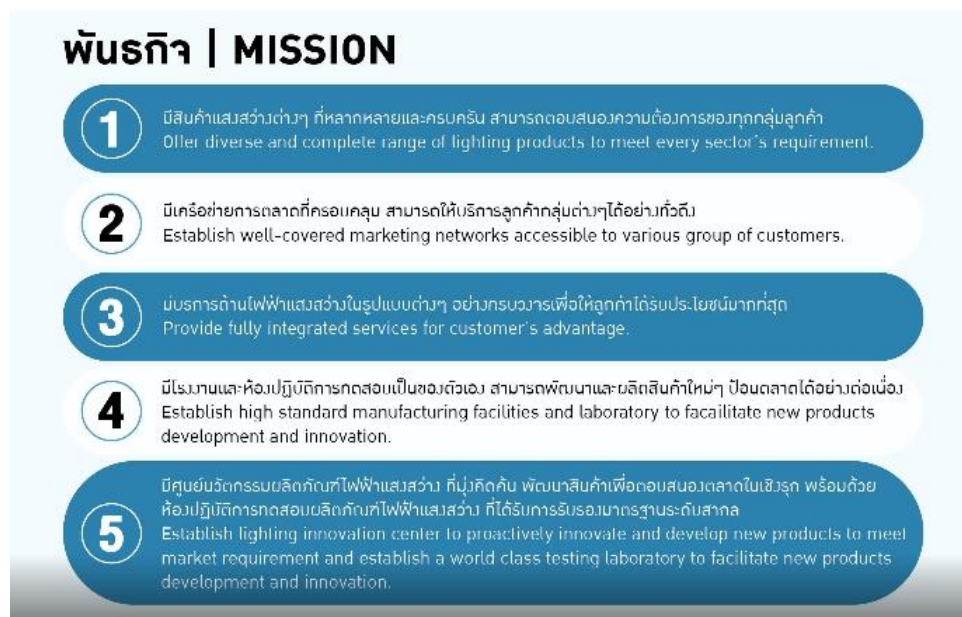 พันธกิจ | MISSION
1
มีสินค้าแสงสว่างต่างๆ ที่หลากหลายและครบครัน สามารถตอบสนองความต้องการของทุกกลุ่มลูกค้า
Offer diverse and complete range of lighting products to meet every sector's requirement.
2
มีเครือข่ายการตลาดที่ครอบคลุม สามารถให้บริการลูกค้ากลุ่มต่างๆได้อย่างทั่วถึง
Establish well-covered marketing networks accessible to various group of customers.
3
มีบริการด้านไฟฟ้าแสงสว่างในรูปแบบต่างๆ อย่างครบวงจรเพื่อให้ลูกค้าได้รับประโยชน์มากที่สุด
Provide fully integrated services for customer's advantage.
4
มีโรงงานและห้องปฏิบัติการทดสอบเป็นของตัวเอง สามารถพัฒนาและผลิตสินค้าใหม่ๆ ป้อนตลาดได้อย่างต่อเนื่อง
Establish high standard manufacturing facilities and laboratory to facailitate new products
development and innovation.
5
มีศูนย์นวัตกรรมผลิตภัณฑ์ไฟฟ้าแสงสว่าง ที่มุ่งคิดค้น พัฒนาสินค้าเพื่อตอบสนองตลาดในเชิงรุก พร้อมด้วย
ห้องปฏิบัติการทดสอบผลิตภัณฑ์ไฟฟ้าแสงสว่าง ที่ได้รับการรับรองมาตรฐานระดับสากล
Establish lighting innovation center to proactively innovate and develop new products to meet
market requirement and establish a world class testing laboratory to facilitate new products
development and innovation.